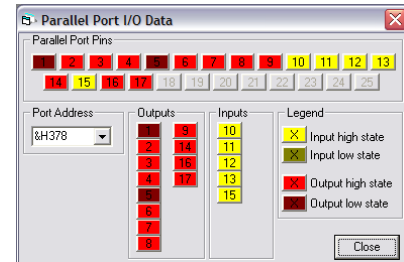 Parallel Port I/O Data
Parallel Port Pins
1 2 3 4 5 6 7 8 9 10 11 12 13
14 15 16 17 18 19 20 21 22 23 24 25
Port Address
&H378
Outputs
1 9
2 14
3 16
4 17
5
6
7
8
Inputs
10
11
12
13
15
Legend
X Input high state
X Input low state
X Output high state
X Output low state
Close